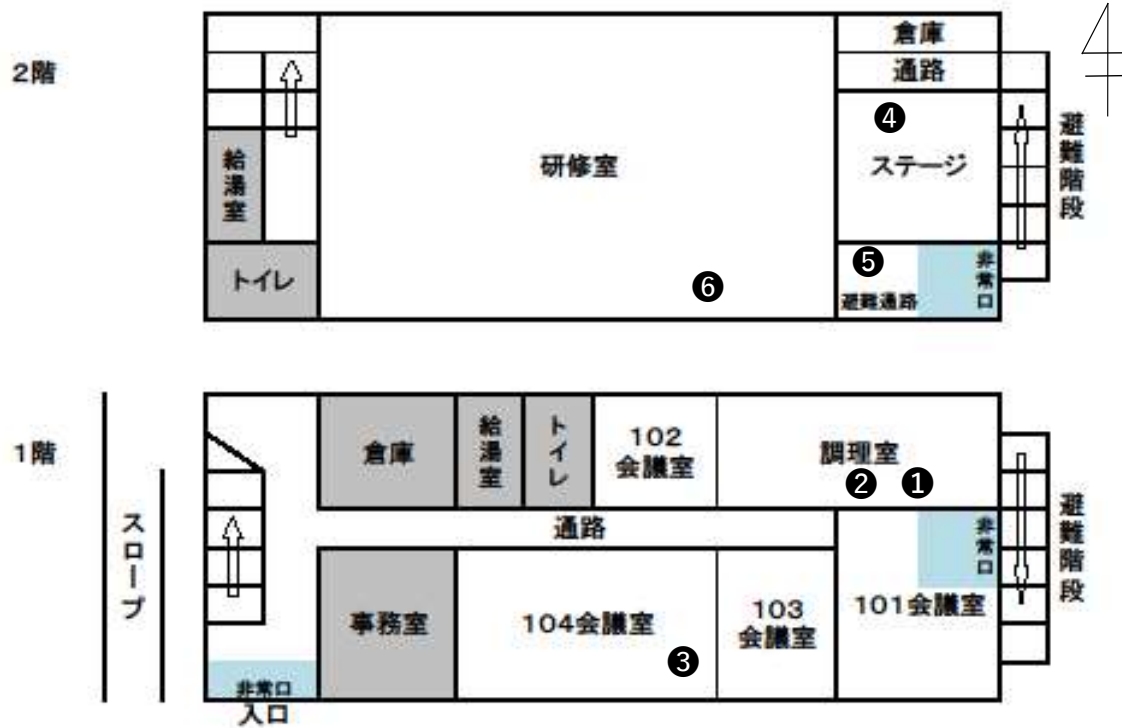 2階
倉庫
通路
❹
ステージ
給湯室
研修室
避難階段
トイレ
❺
避難通路
非常口
❻
1階
倉庫
給湯室
トイレ
102
会議室
調理室
❷
❶
通路
非常口
避難階段
スロープ
事務室
104会議室
❸
103
会議室
101会議室
非常口
入口